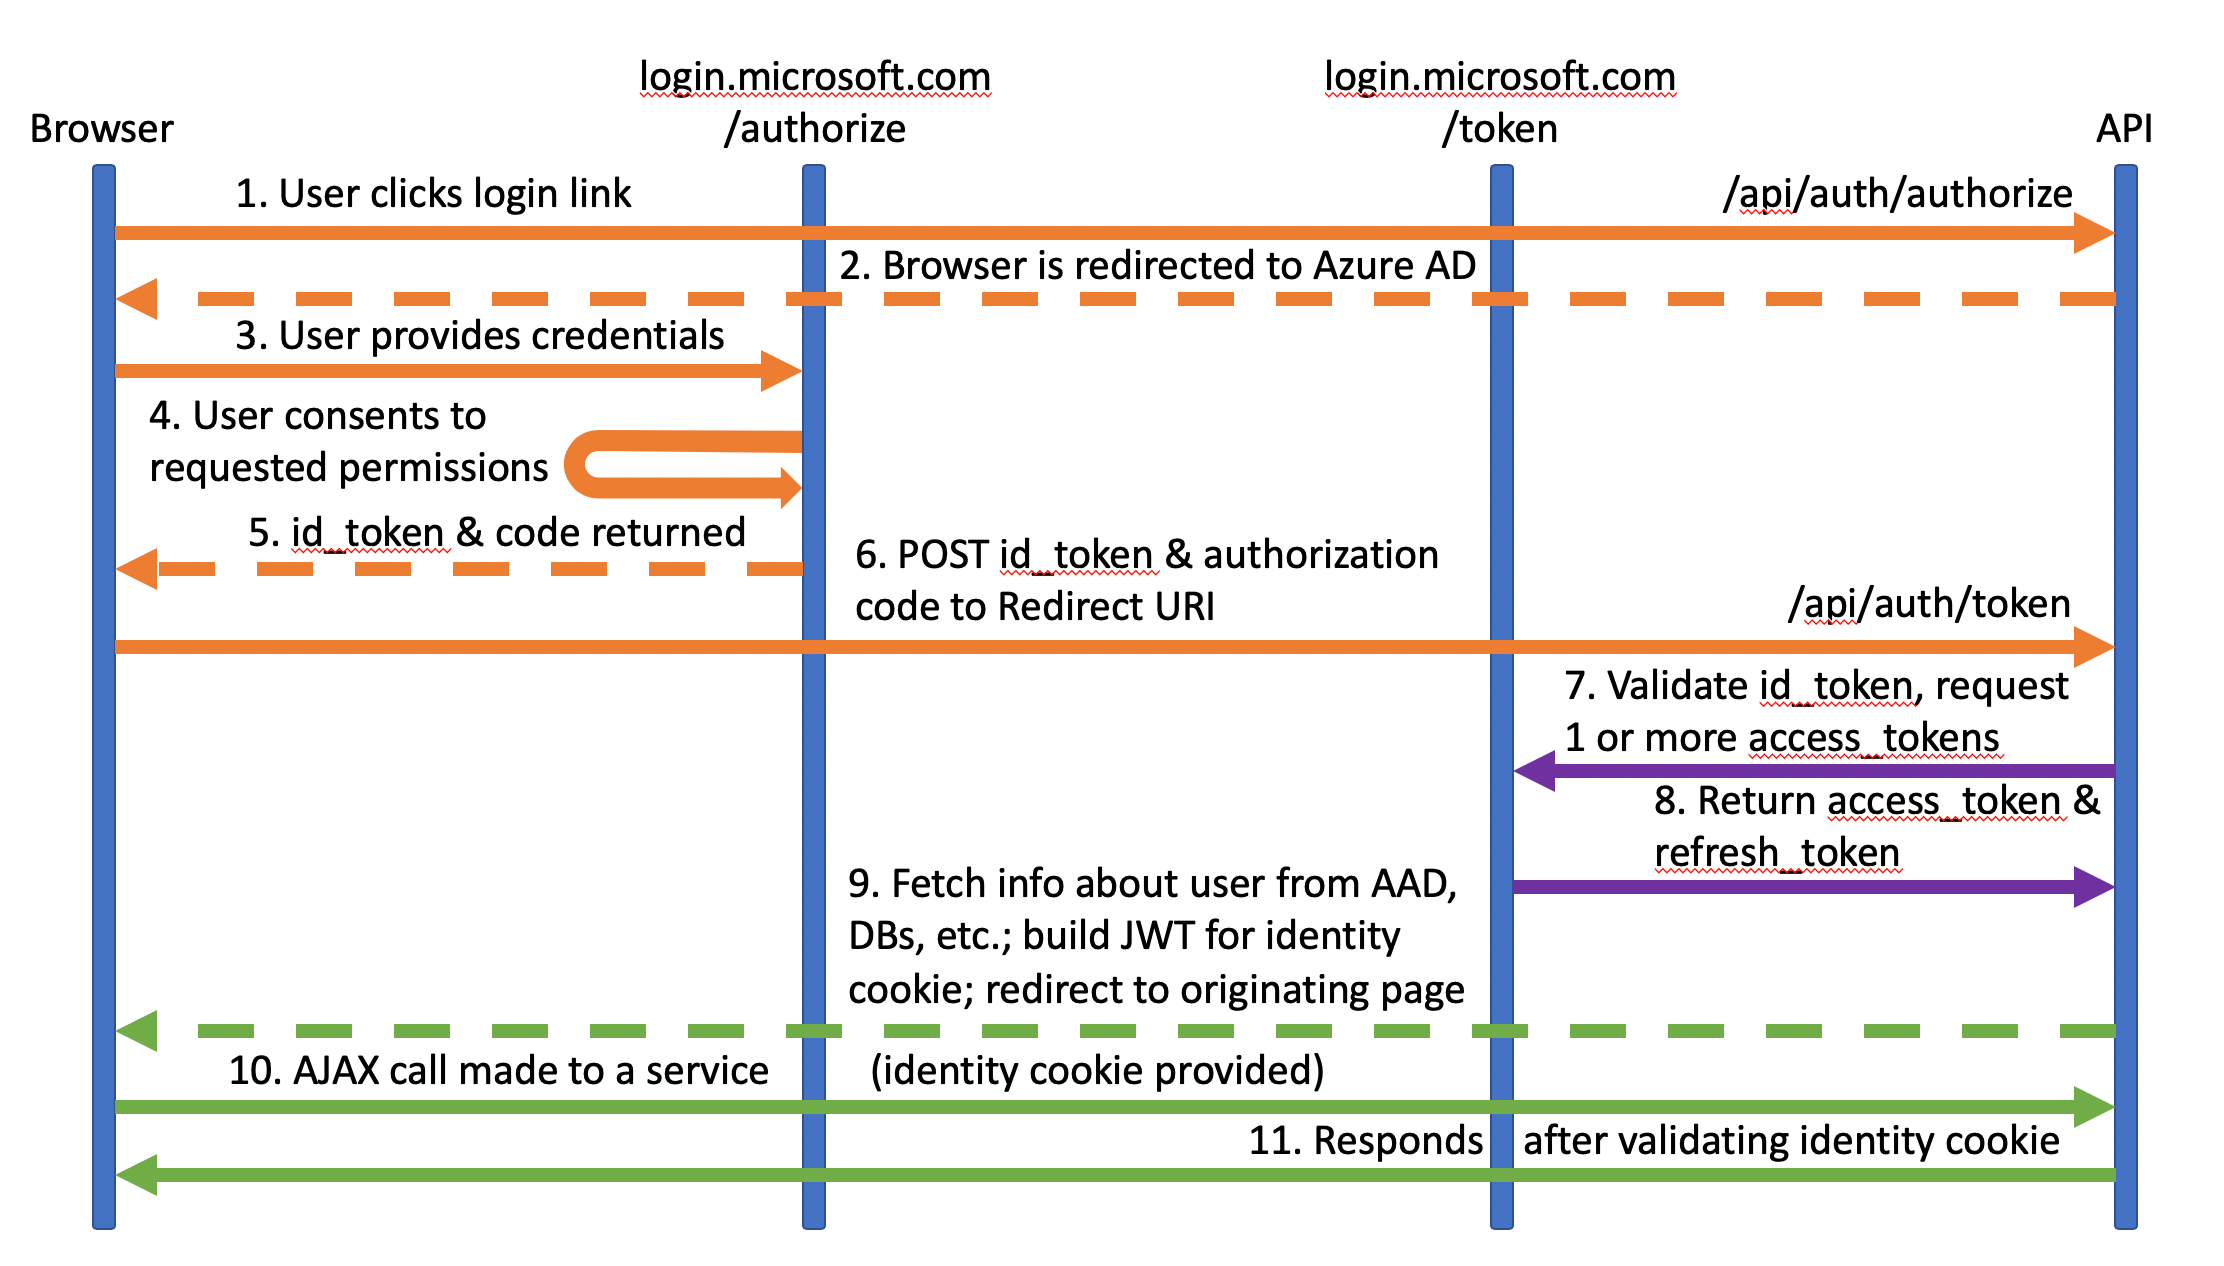 login.microsoft.com
/authorize
login.microsoft.com
/token
Browser
API
1. User clicks login link
/api/auth/authorize
2. Browser is redirected to Azure AD
3. User provides credentials
4. User consents to
requested permissions
5. id_token & code returned
6. POST id_token & authorization
code to Redirect URI
/api/auth/token
7. Validate id_token, request
1 or more access_tokens
8. Return access_token &
refresh_token
9. Fetch info about user from AAD,
DBs, etc.; build JWT for identity
cookie; redirect to originating page
10. AJAX call made to a service (identity cookie provided)
11. Responds after validating identity cookie